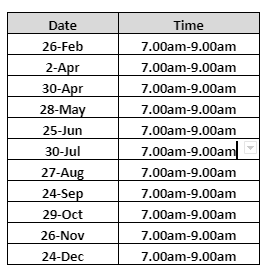 Date Time
26-Feb 7.00am-9.00am
2-Apr 7.00am-9.00am
30-Apr 7.00am-9.00am
28-May 7.00am-9.00am
25-Jun 7.00am-9.00am
30-Jul 7.00am-9.00am
27-Aug 7.00am-9.00am
24-Sep 7.00am-9.00am
29-Oct 7.00am-9.00am
26-Nov 7.00am-9.00am
24-Dec 7.00am-9.00am